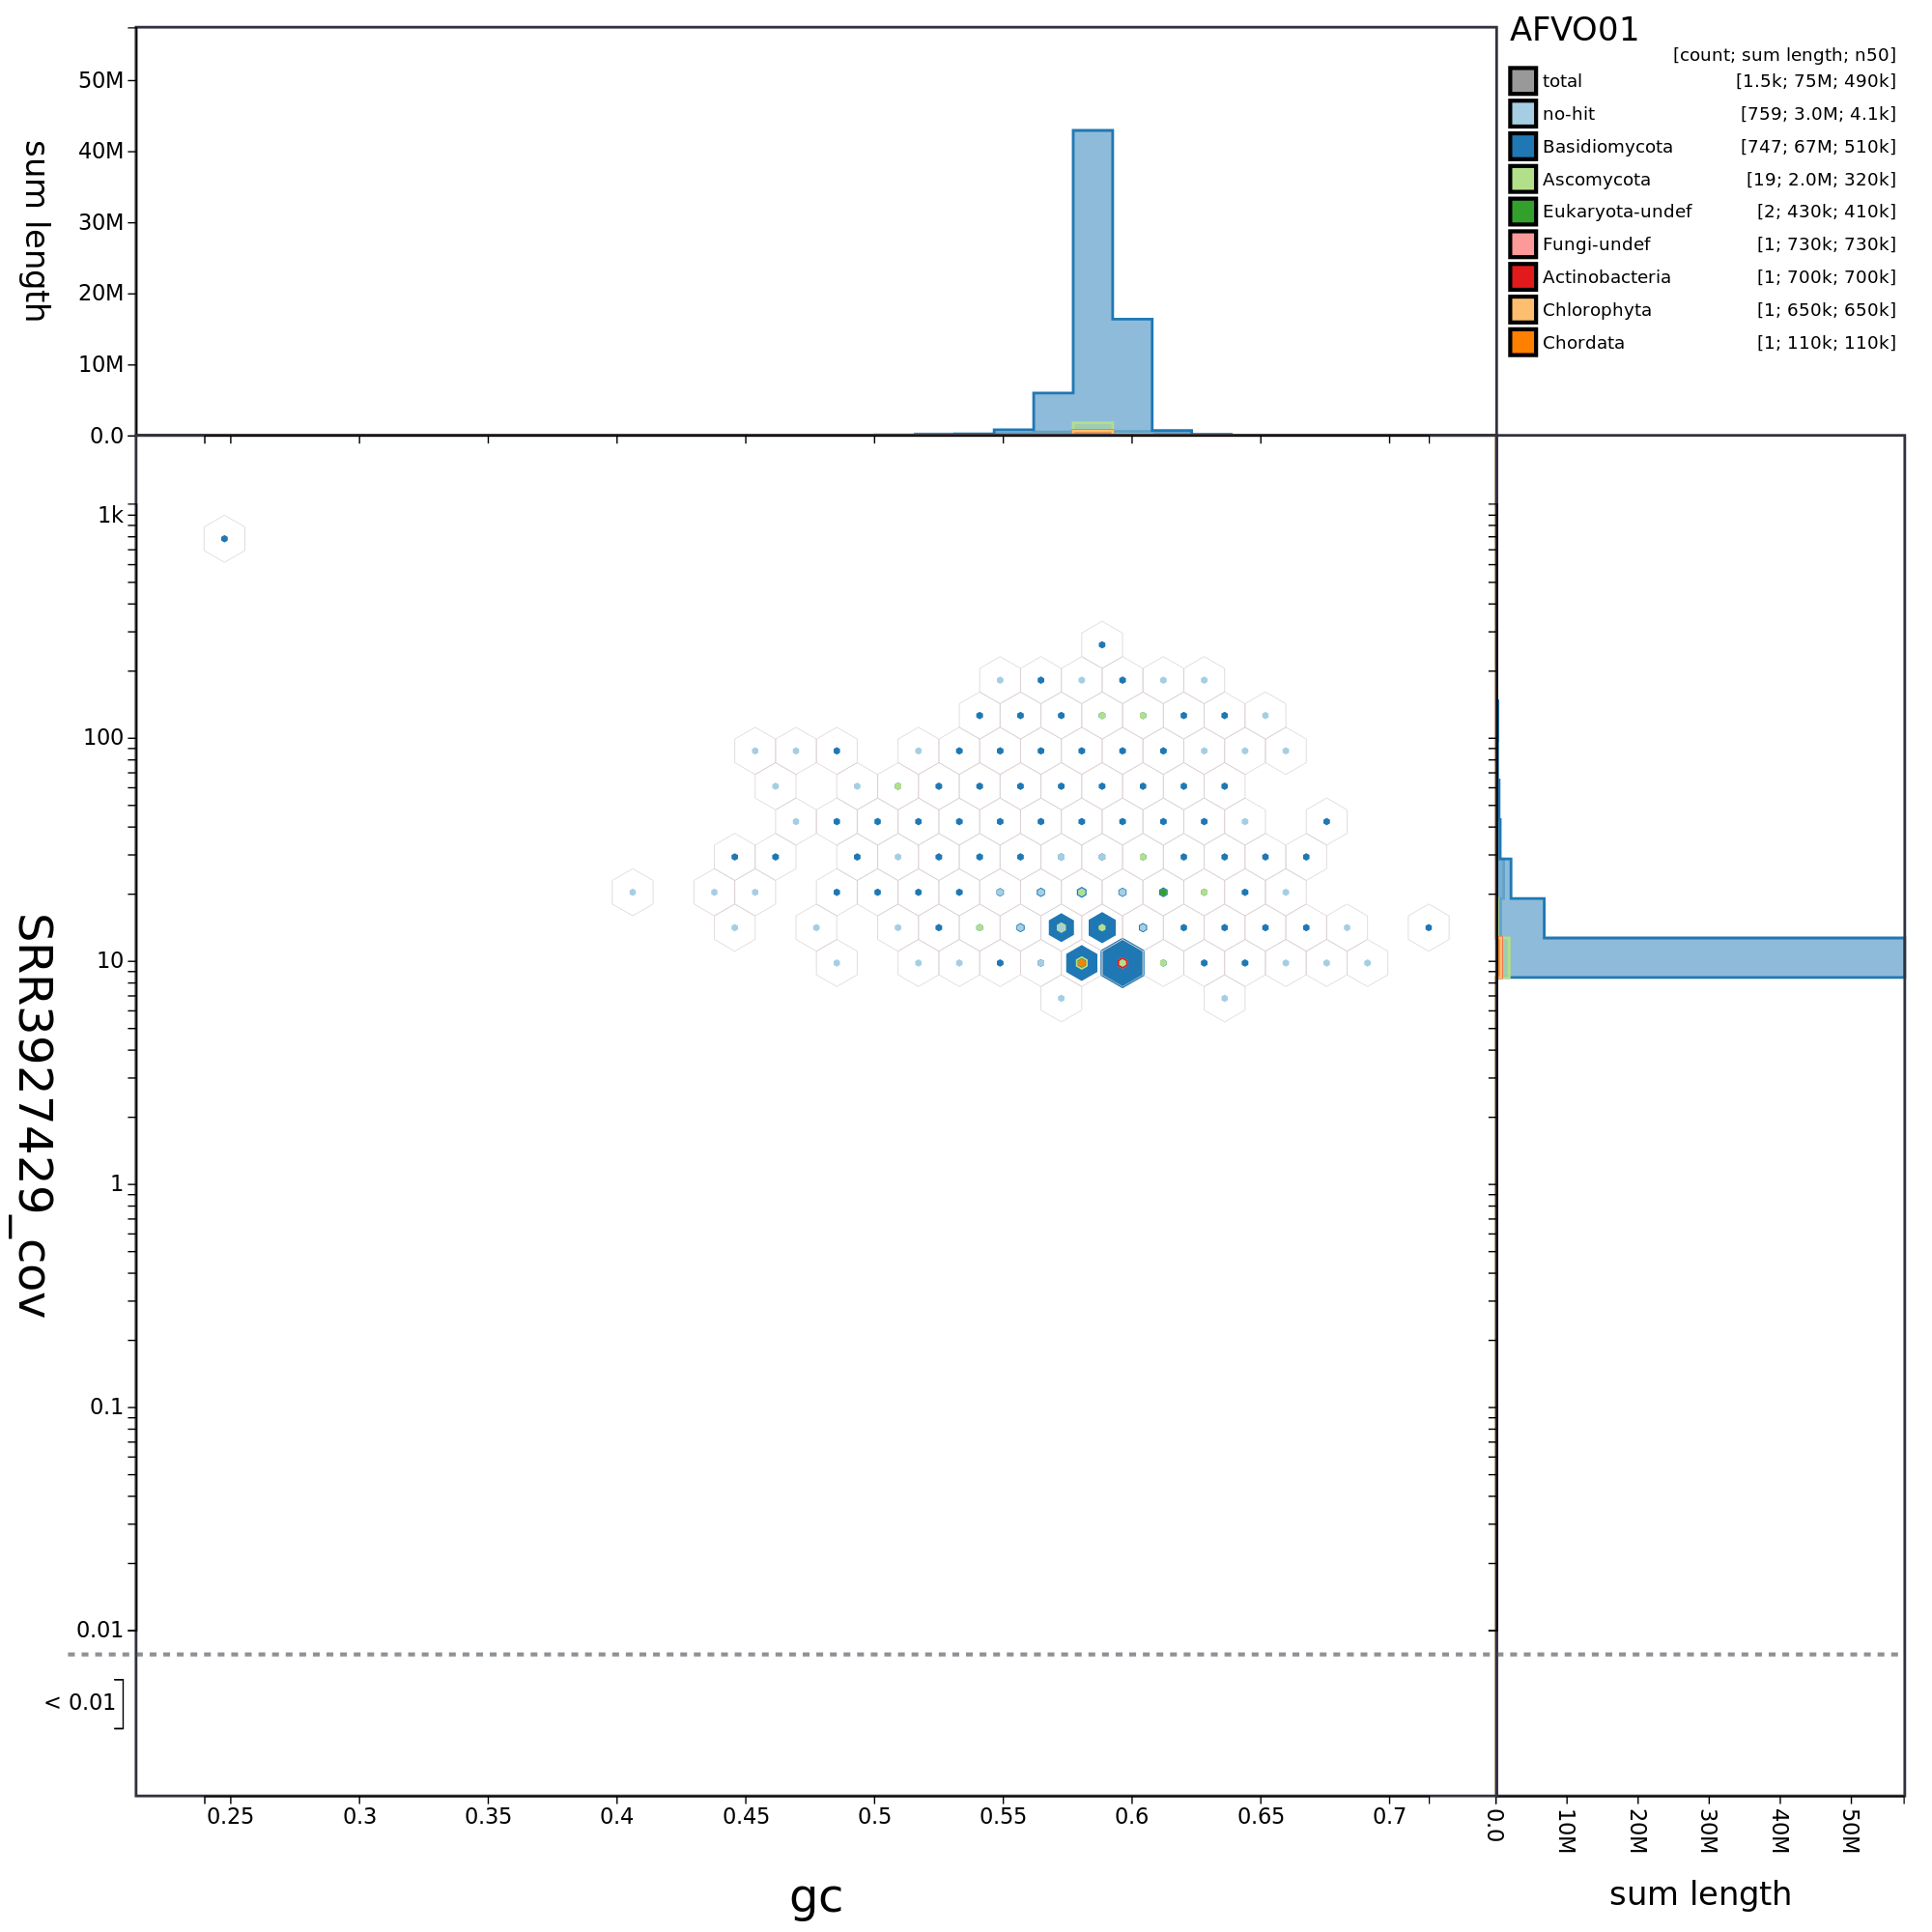 AFVO01
[count; sum length; n50]
total [1.5k; 75M; 490k]
no-hit [759; 3.0M; 4.1k]
Basidiomycota [747; 67M; 510k]
Ascomycota [19; 2.0M; 320k]
Eukaryota-undef [2; 430k; 410k]
Fungi-undef [1; 730k; 730k]
Actinobacteria [1; 700k; 700k]
Chlorophyta [1; 650k; 650k]
Chordata [1; 110k; 110k]
sum length
50M
40M
30M
20M
10M
0.0
SRR3927429_cov
1k
100
10
1
0.1
0.01
< 0.01
0.25 0.3 0.35 0.4 0.45 0.5 0.55 0.6 0.65 0.7
gc
0.0 10M 20M 30M 40M 50M
sum length